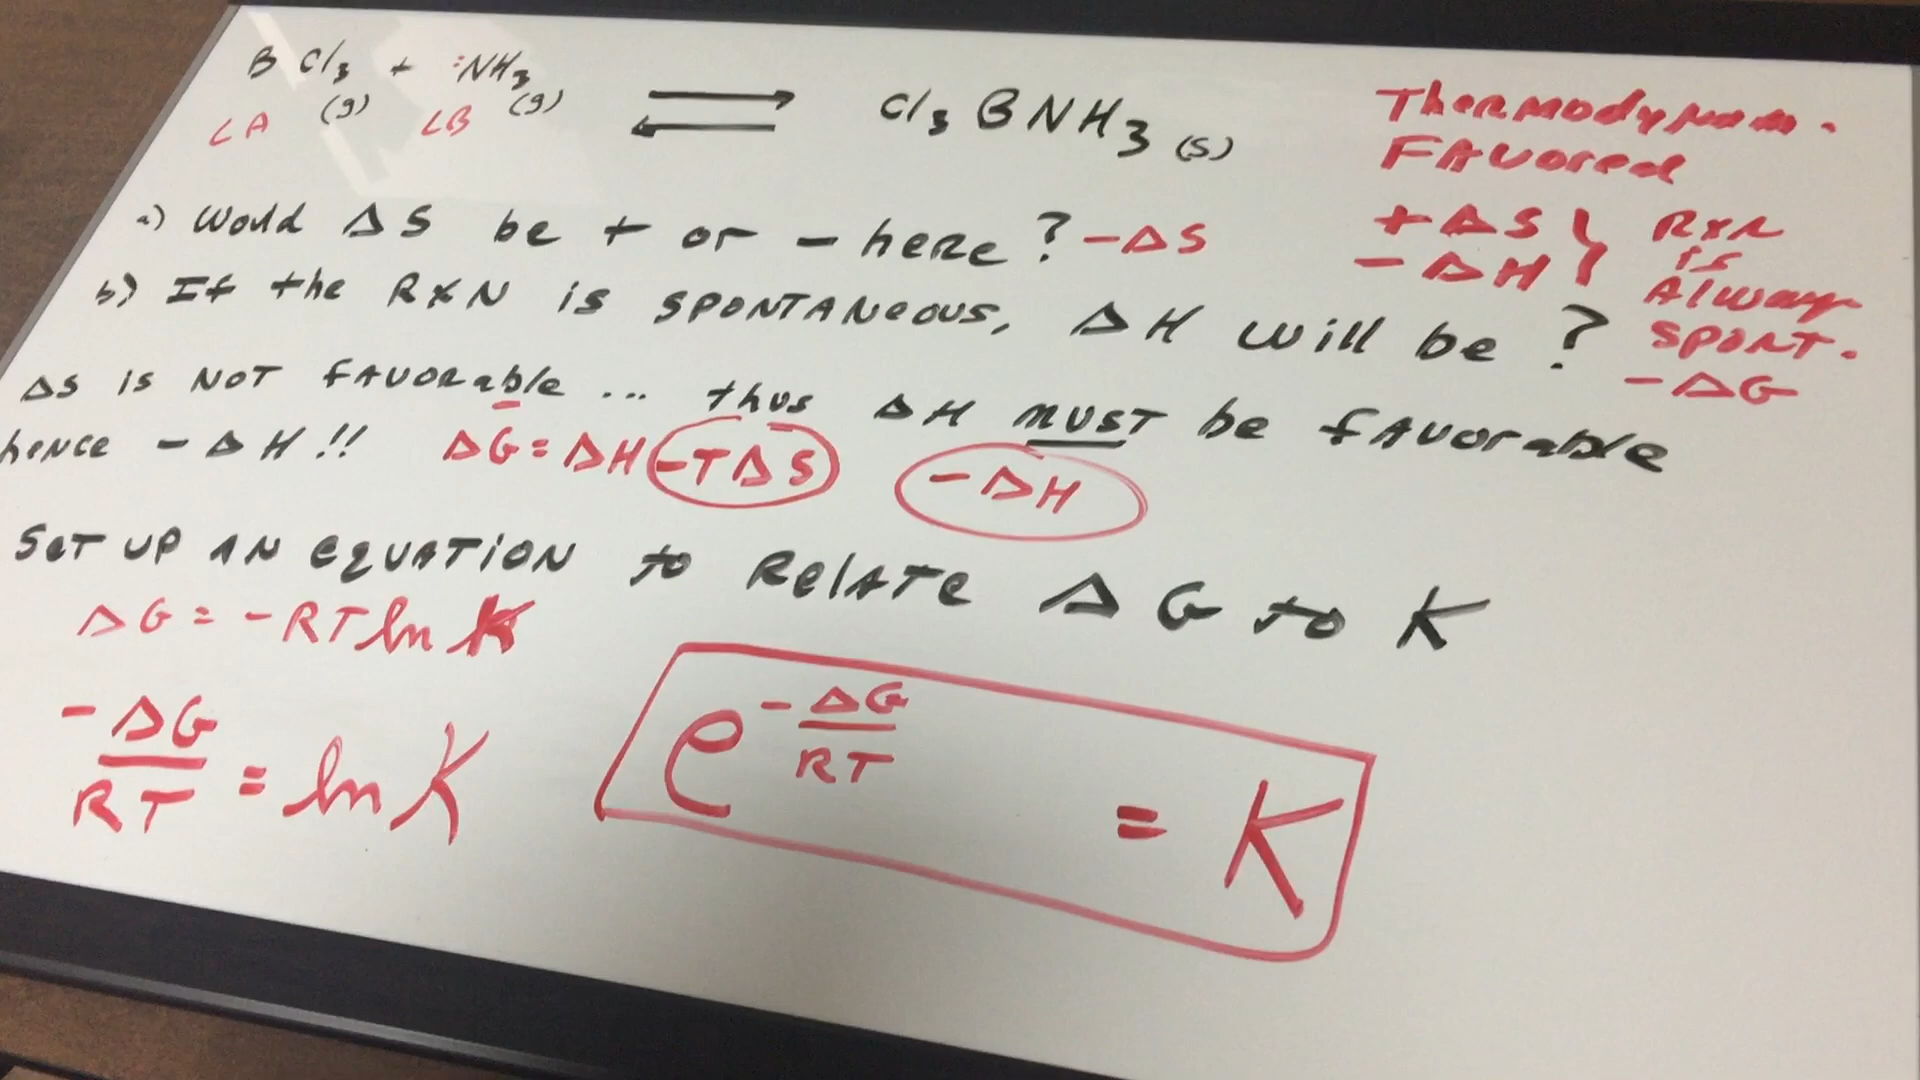 BCl₃ + :NH₃ ⇌ Cl₃BNH₃(s)
LA (g) LB (g)
Thermodynam.
Favored
+ΔS } Rxn
-ΔH is
Always
Spont.
-ΔG
a) Would ΔS be + or - here? -ΔS
b) If the RxN is SPONTANeous, ΔH will be?
ΔS is NOT favorable ... thus ΔH MUST be favorable
hence -ΔH!! ΔG = ΔH -TΔS -ΔH
Set up an equation to Relate ΔG to K
ΔG = -RT ln K
-ΔG/RT = ln K
e^(-ΔG/RT) = K